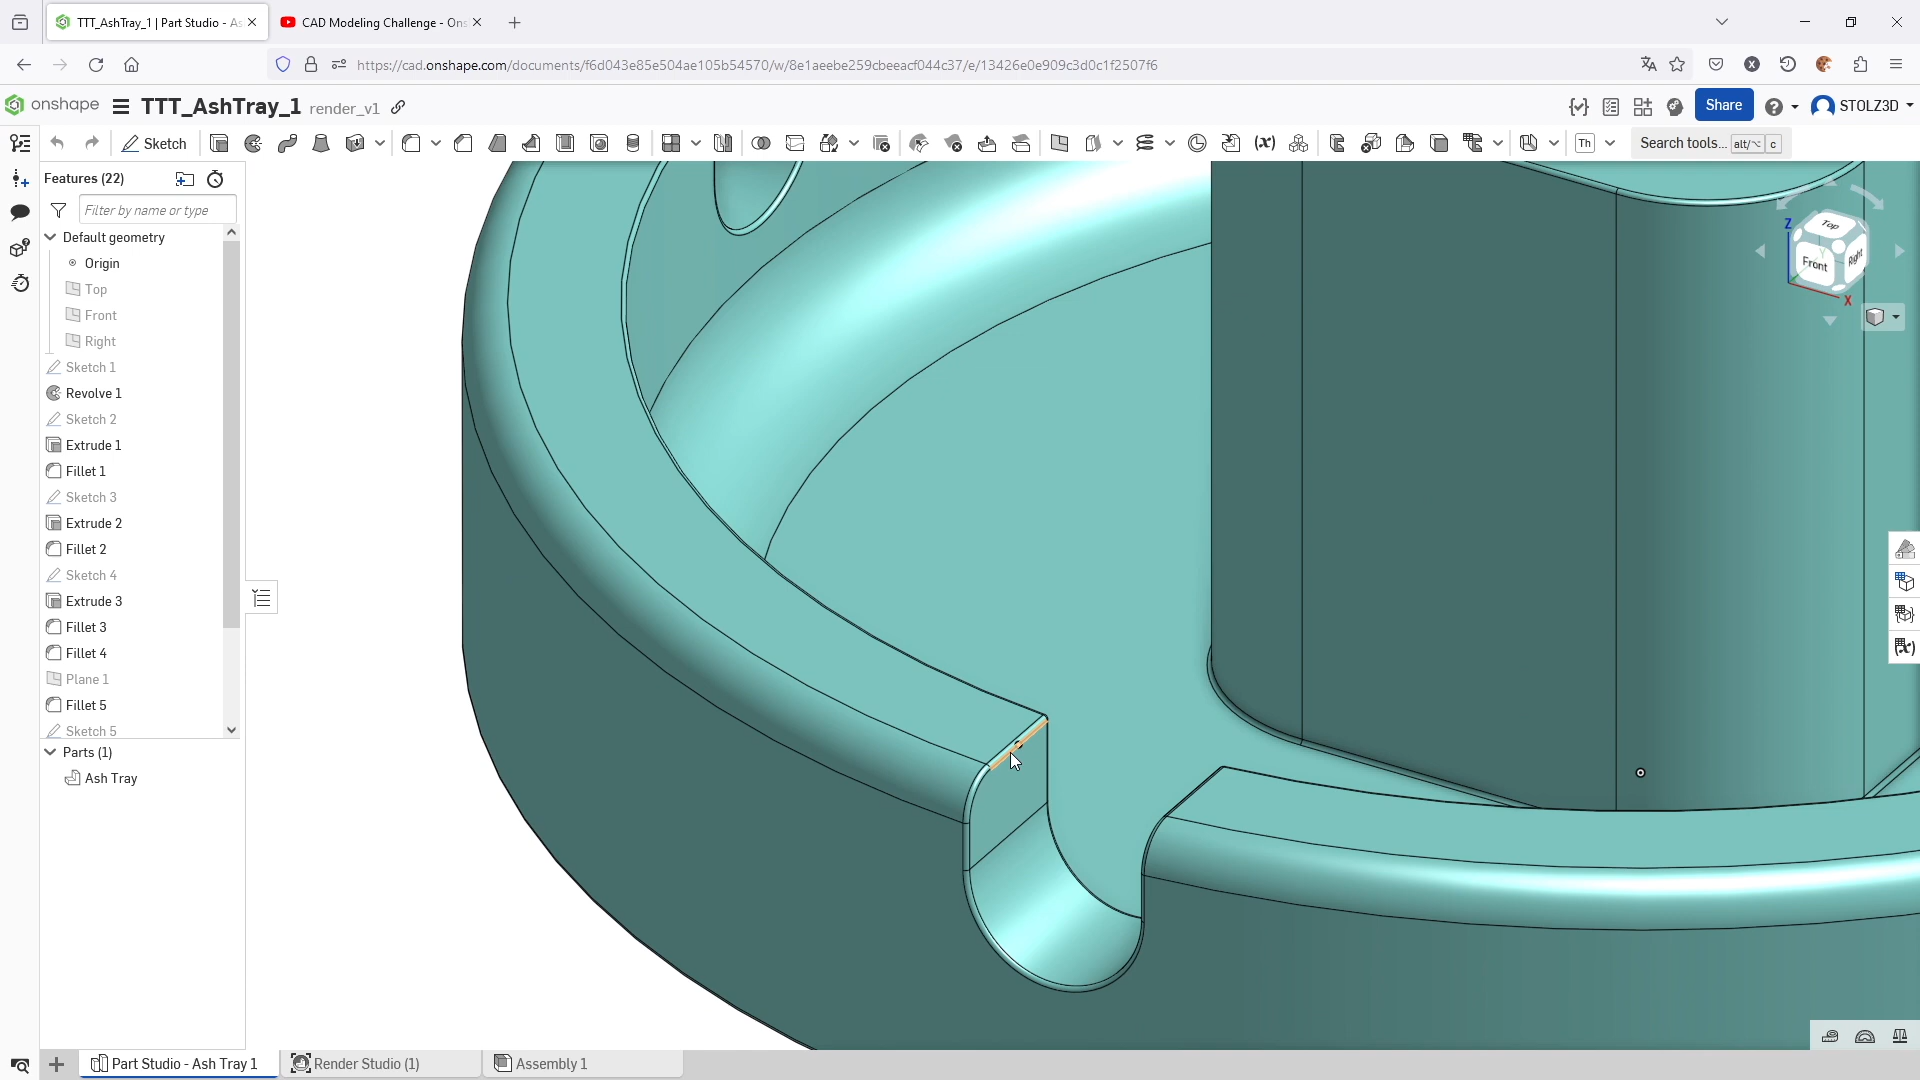 TTT_AshTray_1 | Part Studio - As
CAD Modeling Challenge - Ons
https://cad.onshape.com/documents/f6d043e85e504ae105b54570/w/8e1aeebe259cbeeacf044c37/e/13426e0e909c3d0c1f2507f6
onshape
TTT_AshTray_1 render_v1
Share
STOLZ3D
Sketch
(x)
Th
Search tools... alt/⌥ c
Features (22)
Filter by name or type
Default geometry
Origin
Top
Front
Right
Sketch 1
Revolve 1
Sketch 2
Extrude 1
Fillet 1
Sketch 3
Extrude 2
Fillet 2
Sketch 4
Extrude 3
Fillet 3
Fillet 4
Plane 1
Fillet 5
Sketch 5
Parts (1)
Ash Tray
Z
Top
Y
Front
Right
X
(x)
Part Studio - Ash Tray 1
Render Studio (1)
Assembly 1